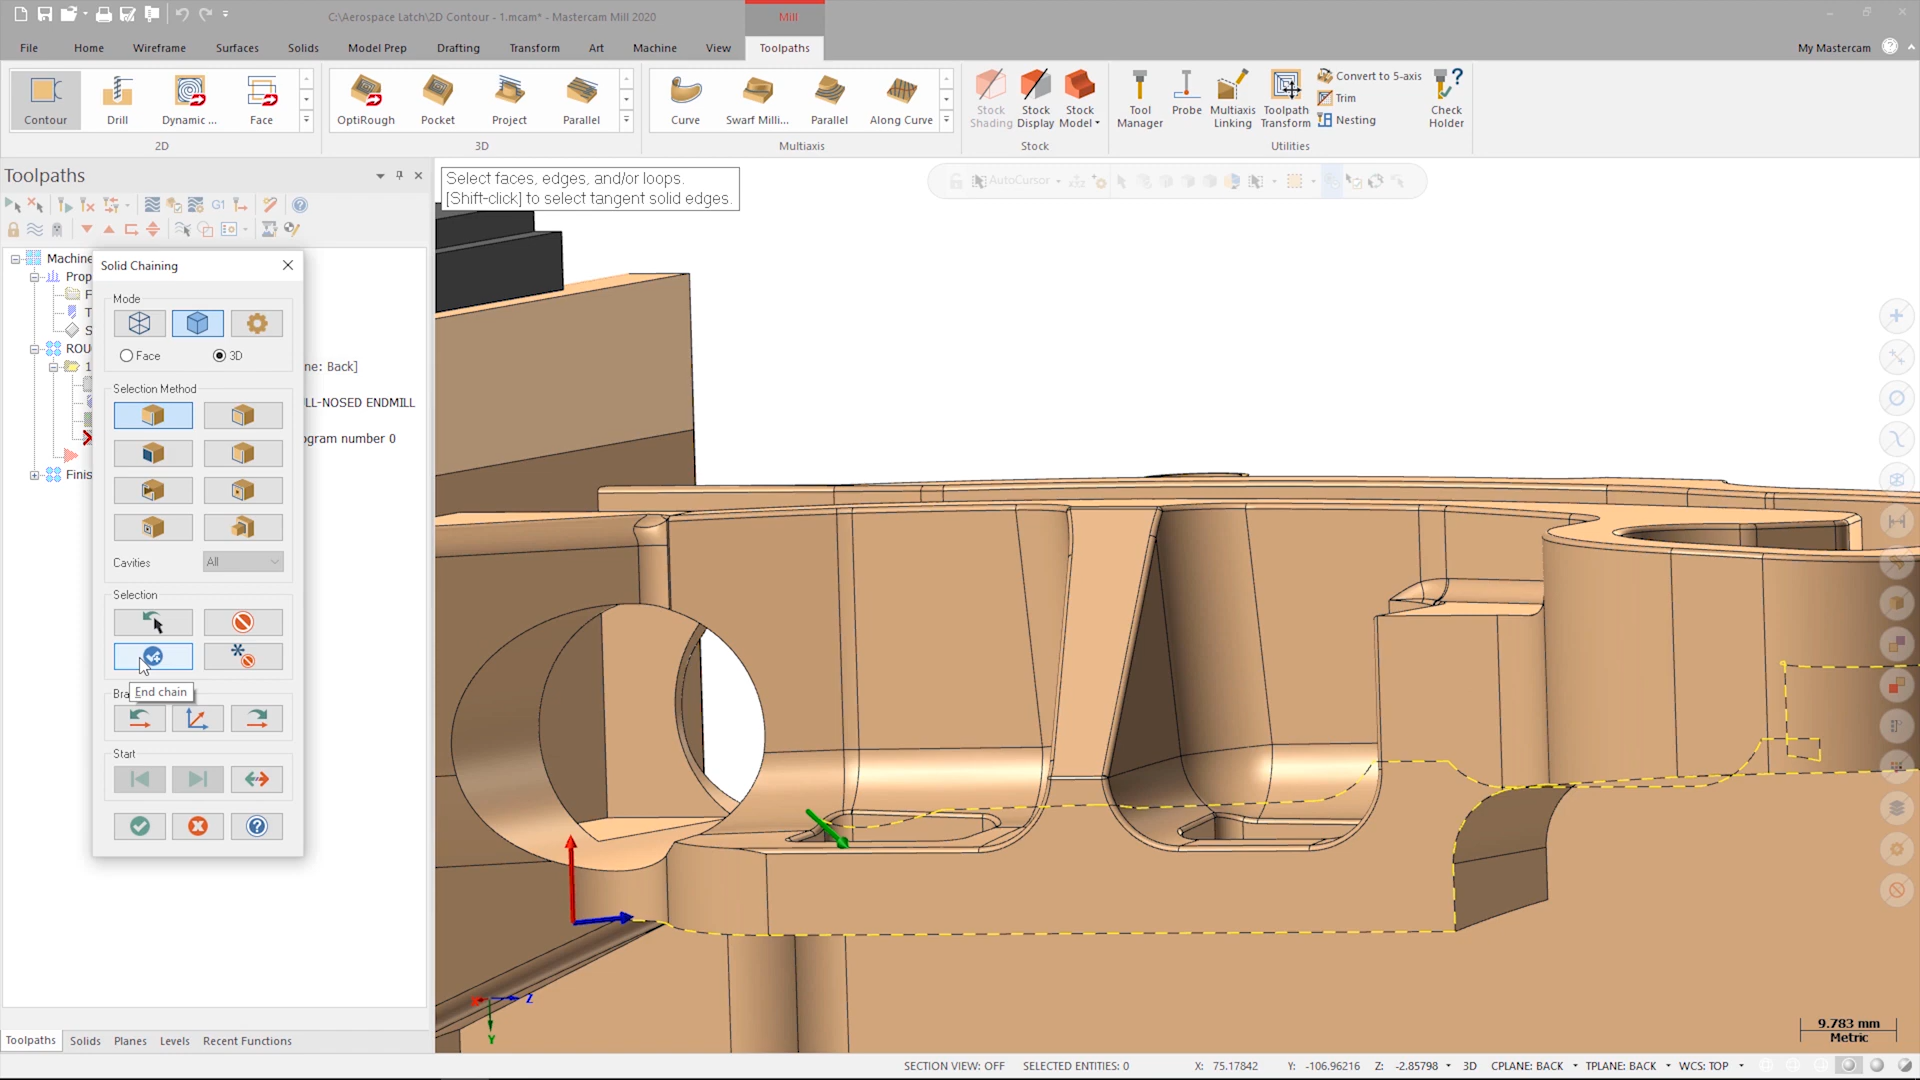 C:\Aerospace Latch\2D Contour - 1.mcam* - Mastercam Mill 2020
Mill
File
Home
Wireframe
Surfaces
Solids
Model Prep
Drafting
Transform
Art
Machine
View
Toolpaths
My Mastercam
Contour
Drill
Dynamic ...
Face
2D
OptiRough
Pocket
Project
Parallel
3D
Curve
Swarf Milli...
Parallel
Along Curve
Multiaxis
Stock
Shading
Stock
Display
Stock
Model
Stock
Tool
Manager
Probe
Multiaxis
Linking
Toolpath
Transform
Convert to 5-axis
Trim
Nesting
Check
Holder
Utilities
Toolpaths
G1
Select faces, edges, and/or loops.
[Shift-click] to select tangent solid edges.
AutoCursor
Machine
Prop
F
T
S
ROU
1
ne: Back]
LL-NOSED ENDMILL
ogram number 0
Finis
Solid Chaining
Mode
Face
3D
Selection Method
Cavities
All
Selection
End chain
Bra
Start
X
Z
Y
9.783 mm
Metric
Toolpaths
Solids
Planes
Levels
Recent Functions
SECTION VIEW: OFF
SELECTED ENTITIES: 0
X: 75.17842
Y: -106.96216
Z: -2.85798
3D
CPLANE: BACK
TPLANE: BACK
WCS: TOP